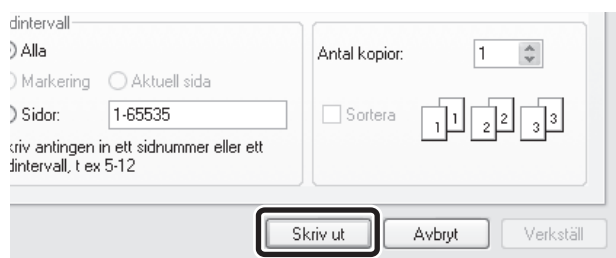 dintervall
Alla
Markering Aktuell sida
Sidor: 1-65535
kriv antingen in ett sidnummer eller ett
dintervall, t ex 5-12
Antal kopior: 1
Sortera 1 1 2 2 3 3
Skriv ut Avbryt Verkställ